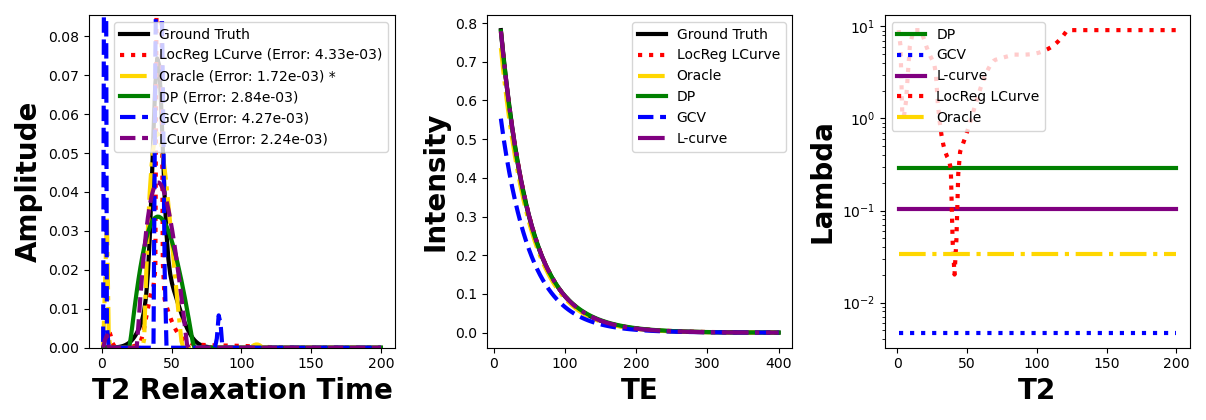 Amplitude
0.08
0.07
0.06
0.05
0.04
0.03
0.02
0.01
0.00
Ground Truth
LocReg LCurve (Error: 4.33e-03)
Oracle (Error: 1.72e-03) *
DP (Error: 2.84e-03)
GCV (Error: 4.27e-03)
LCurve (Error: 2.24e-03)
0 50 100 150 200
T2 Relaxation Time
Intensity
0.8
0.7
0.6
0.5
0.4
0.3
0.2
0.1
0.0
Ground Truth
LocReg LCurve
Oracle
DP
GCV
L-curve
0 100 200 300 400
TE
Lambda
10¹
10⁰
10⁻¹
10⁻²
DP
GCV
L-curve
LocReg LCurve
Oracle
0 50 100 150 200
T2